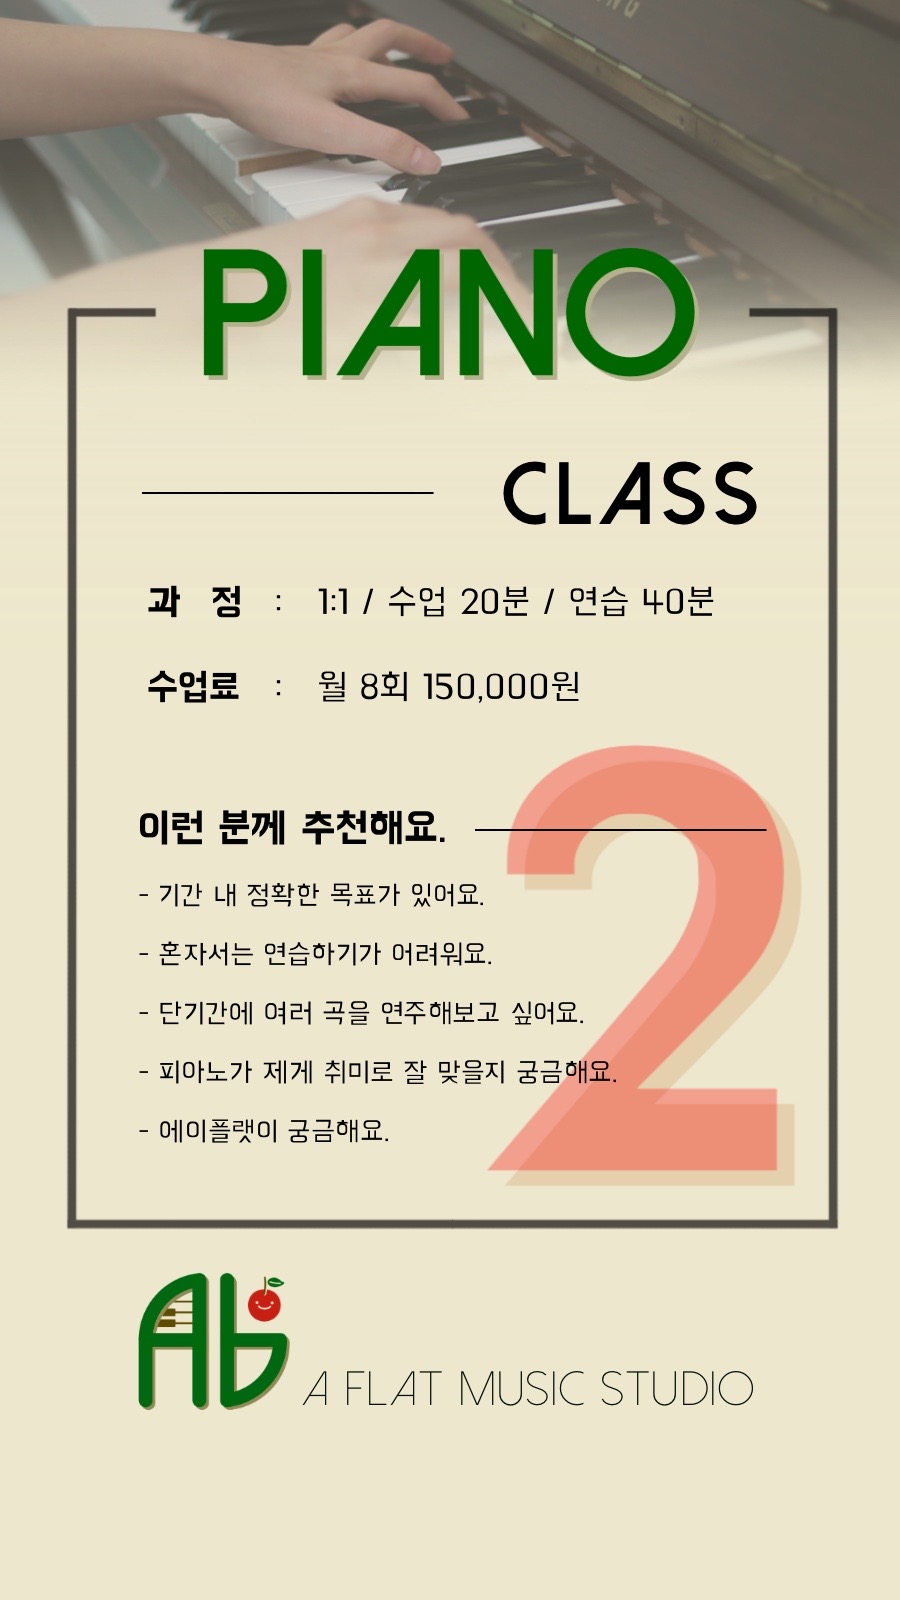 PIANO
CLASS
과 정 : 1:1 / 수업 20분 / 연습 40분
수업료 : 월 8회 150,000원
이런 분께 추천해요.
- 기간 내 정확한 목표가 있어요.
- 혼자서는 연습하기가 어려워요.
- 단기간에 여러 곡을 연주해보고 싶어요.
- 피아노가 제게 취미로 잘 맞을지 궁금해요.
- 에이플랫이 궁금해요.
2
Ab
A FLAT MUSIC STUDIO